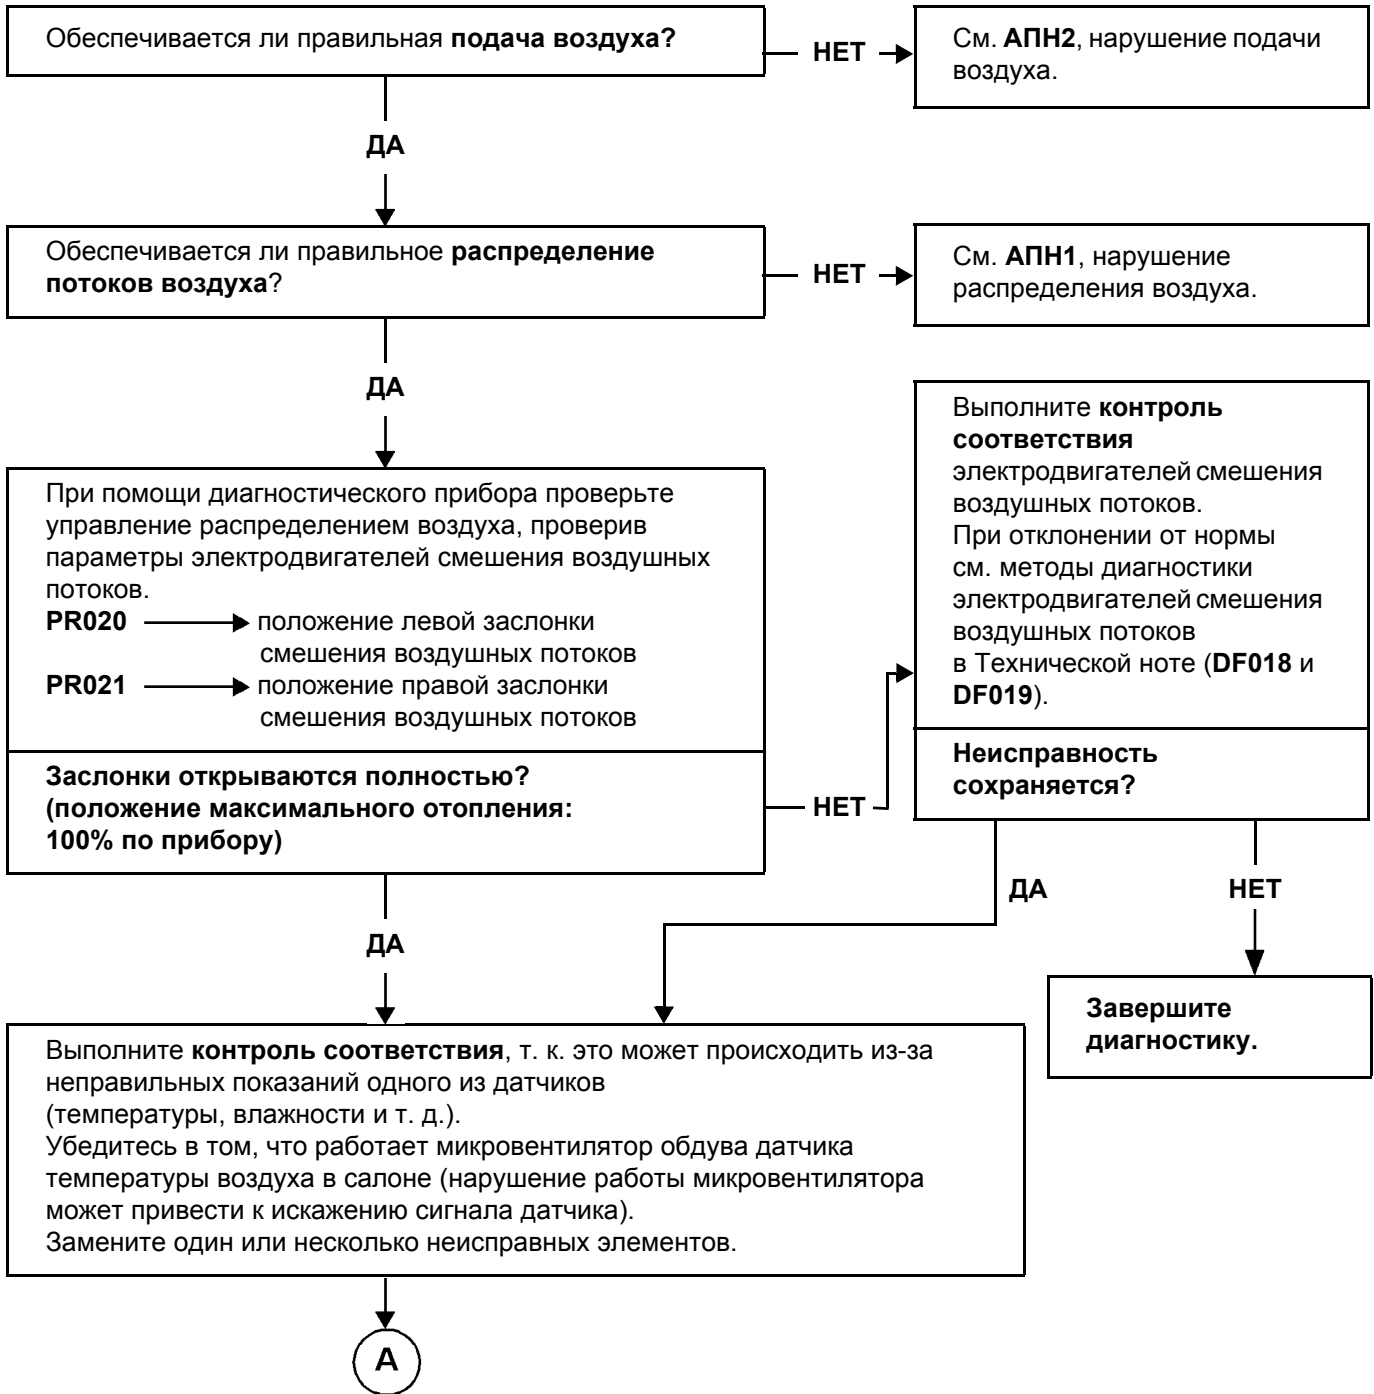 Обеспечивается ли правильная подача воздуха?
НЕТ
См. АПН2, нарушение подачи
воздуха.
ДА
Обеспечивается ли правильное распределение
потоков воздуха?
НЕТ
См. АПН1, нарушение
распределения воздуха.
ДА
При помощи диагностического прибора проверьте
управление распределением воздуха, проверив
параметры электродвигателей смешения воздушных
потоков.
PR020 положение левой заслонки
смешения воздушных потоков
PR021 положение правой заслонки
смешения воздушных потоков
Заслонки открываются полностью?
(положение максимального отопления:
100% по прибору)
НЕТ
Выполните контроль
соответствия
электродвигателей смешения
воздушных потоков.
При отклонении от нормы
см. методы диагностики
электродвигателей смешения
воздушных потоков
в Технической ноте (DF018 и
DF019).
Неисправность
сохраняется?
ДА
НЕТ
ДА
Завершите
диагностику.
Выполните контроль соответствия, т. к. это может происходить из-за
неправильных показаний одного из датчиков
(температуры, влажности и т. д.).
Убедитесь в том, что работает микровентилятор обдува датчика
температуры воздуха в салоне (нарушение работы микровентилятора
может привести к искажению сигнала датчика).
Замените один или несколько неисправных элементов.
А